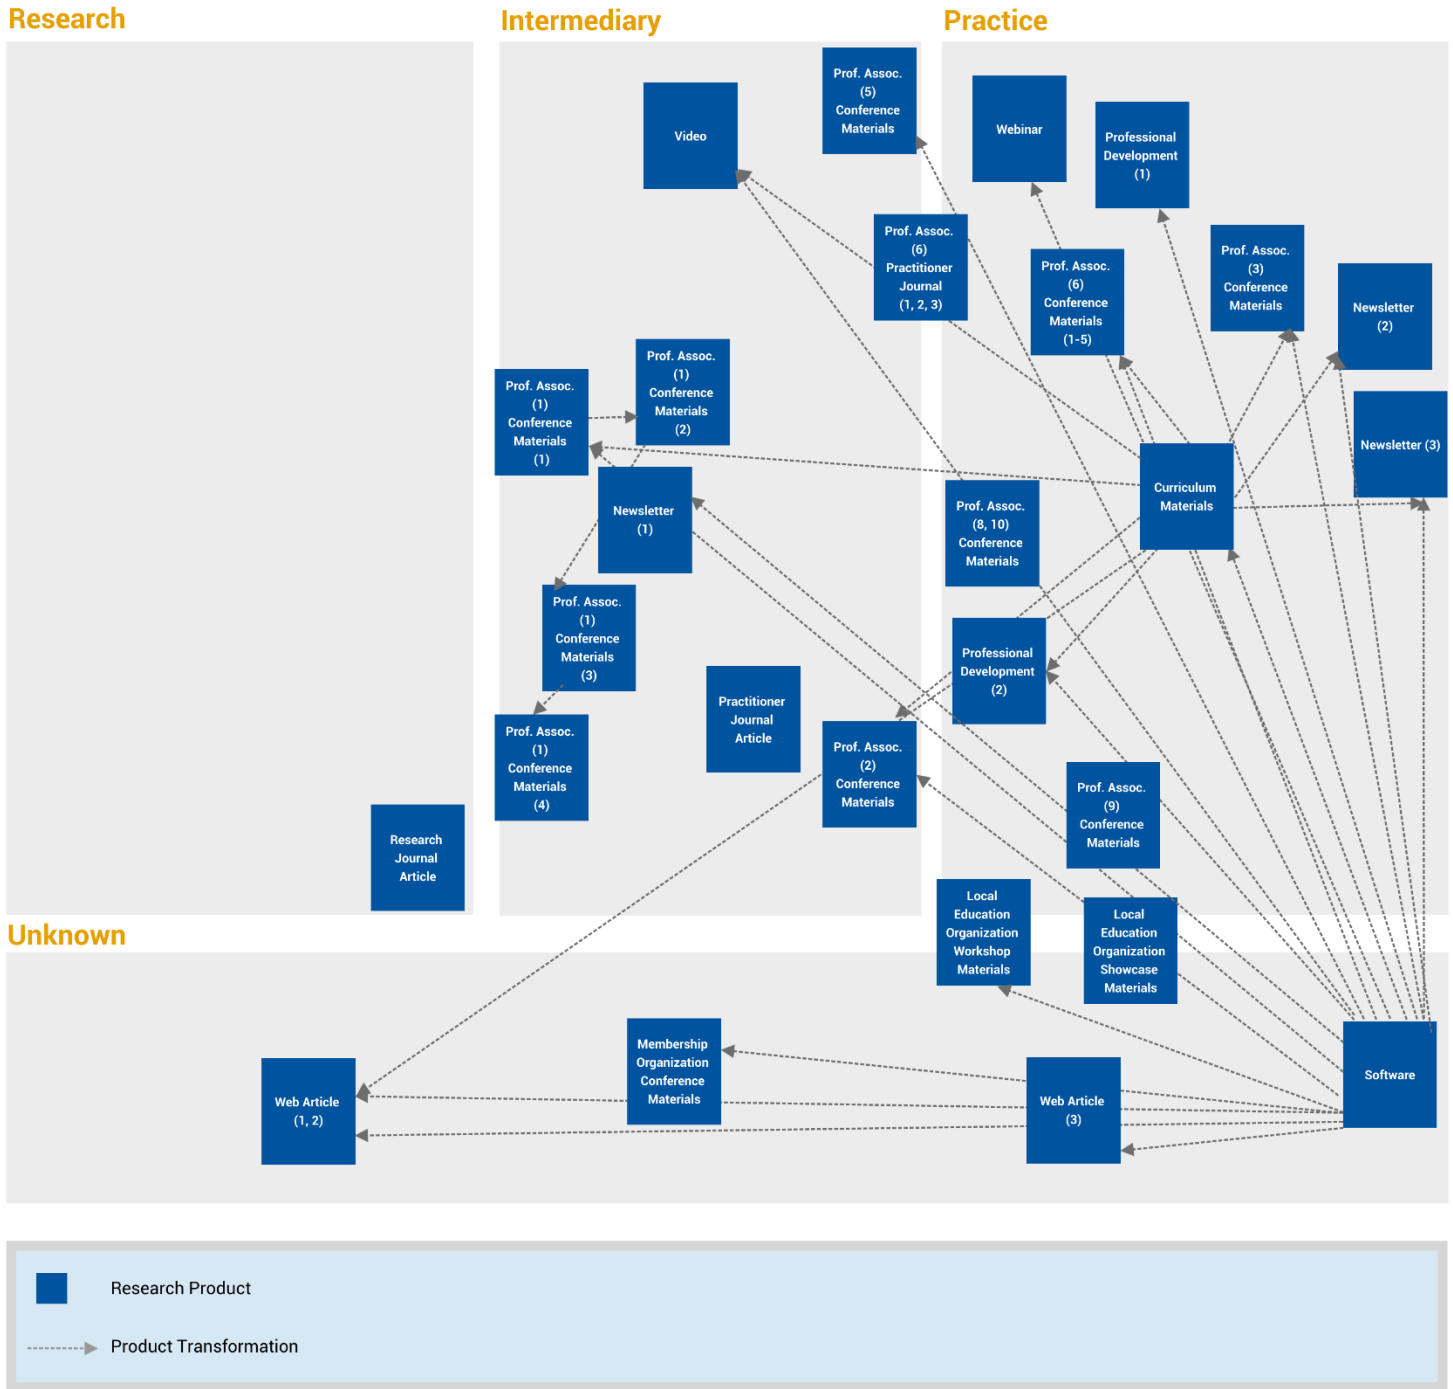 Research
Intermediary
Practice
Prof. Assoc.
(5)
Conference
Materials
Video
Webinar
Professional
Development
(1)
Prof. Assoc.
(6)
Practitioner
Journal
(1, 2, 3)
Prof. Assoc.
(6)
Conference
Materials
(1-5)
Prof. Assoc.
(3)
Conference
Materials
Newsletter
(2)
Prof. Assoc.
(1)
Conference
Materials
(2)
Prof. Assoc.
(1)
Conference
Materials
(1)
Newsletter (3)
Curriculum
Materials
Newsletter
(1)
Prof. Assoc.
(8, 10)
Conference
Materials
Prof. Assoc.
(1)
Conference
Materials
(3)
Professional
Development
(2)
Practitioner
Journal
Article
Prof. Assoc.
(1)
Conference
Materials
(4)
Prof. Assoc.
(2)
Conference
Materials
Prof. Assoc.
(9)
Conference
Materials
Research
Journal
Article
Local
Education
Organization
Workshop
Materials
Local
Education
Organization
Showcase
Materials
Unknown
Membership
Organization
Conference
Materials
Software
Web Article
(1, 2)
Web Article
(3)
Research Product
Product Transformation